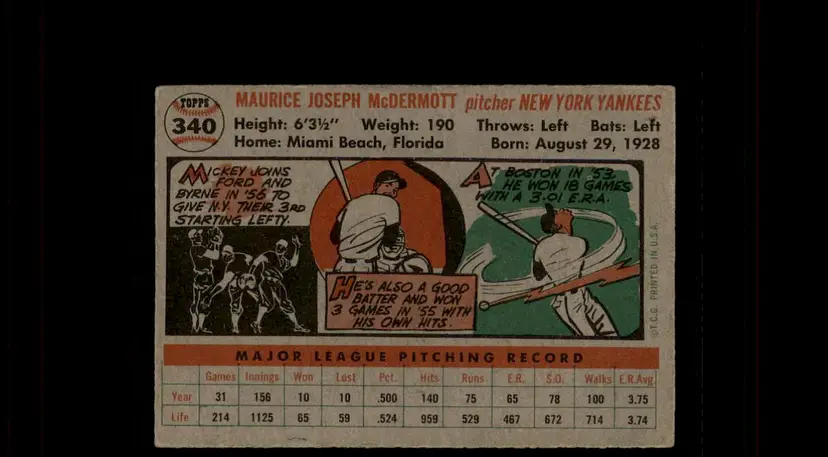 TOPPS
340
MAURICE JOSEPH McDERMOTT pitcher NEW YORK YANKEES
Height: 6'3½" Weight: 190 Throws: Left Bats: Left
Home: Miami Beach, Florida Born: August 29, 1928
MICKEY JOINS
FORD AND
BYRNE IN '56 TO
GIVE N.Y. THEIR 3RD
STARTING LEFTY.
HE'S ALSO A GOOD
BATTER AND WON
3 GAMES IN '55 WITH
HIS OWN HITS.
AT BOSTON IN '53
HE WON 18 GAMES
WITH A 3.01 E.R.A.
©T.C.G. PRINTED IN U.S.A.
MAJOR LEAGUE PITCHING RECORD
Games Innings Won Lost Pct. Hits Runs E.R. S.O. Walks E.R.Avg.
Year 31 156 10 10 .500 140 75 65 78 100 3.75
Life 214 1125 65 59 .524 959 529 467 672 714 3.74